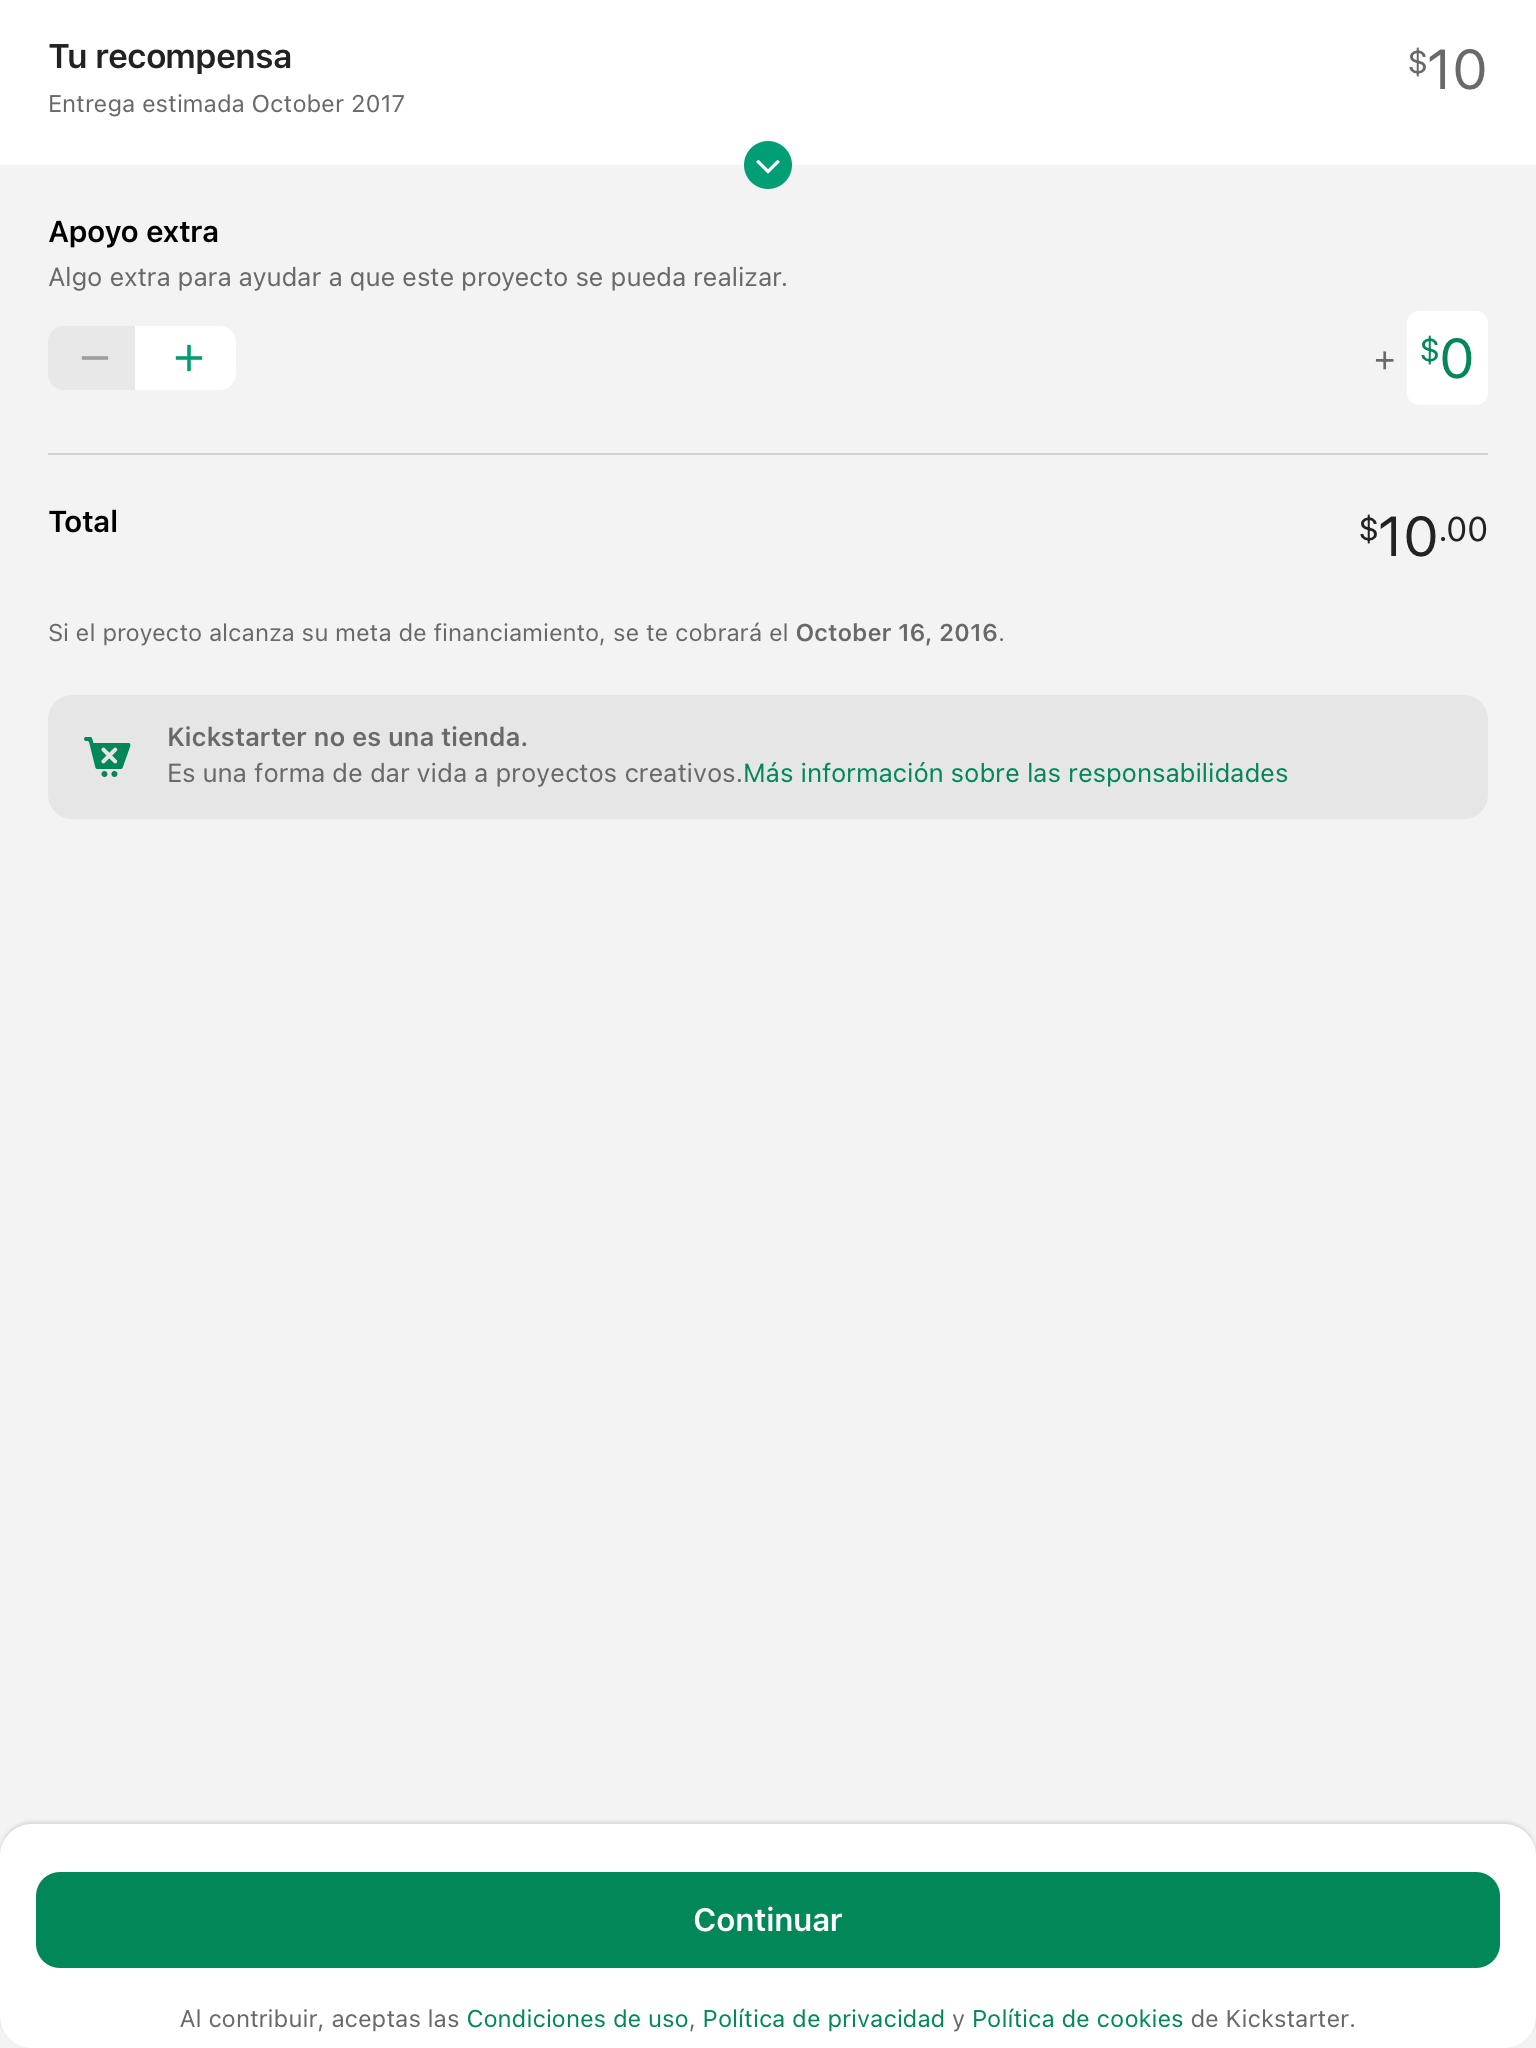 Tu recompensa
$10
Entrega estimada October 2017
Apoyo extra
Algo extra para ayudar a que este proyecto se pueda realizar.
− + + $0
Total
$10.00
Si el proyecto alcanza su meta de financiamiento, se te cobrará el October 16, 2016.
Kickstarter no es una tienda.
Es una forma de dar vida a proyectos creativos.Más información sobre las responsabilidades
Continuar
Al contribuir, aceptas las Condiciones de uso, Política de privacidad y Política de cookies de Kickstarter.